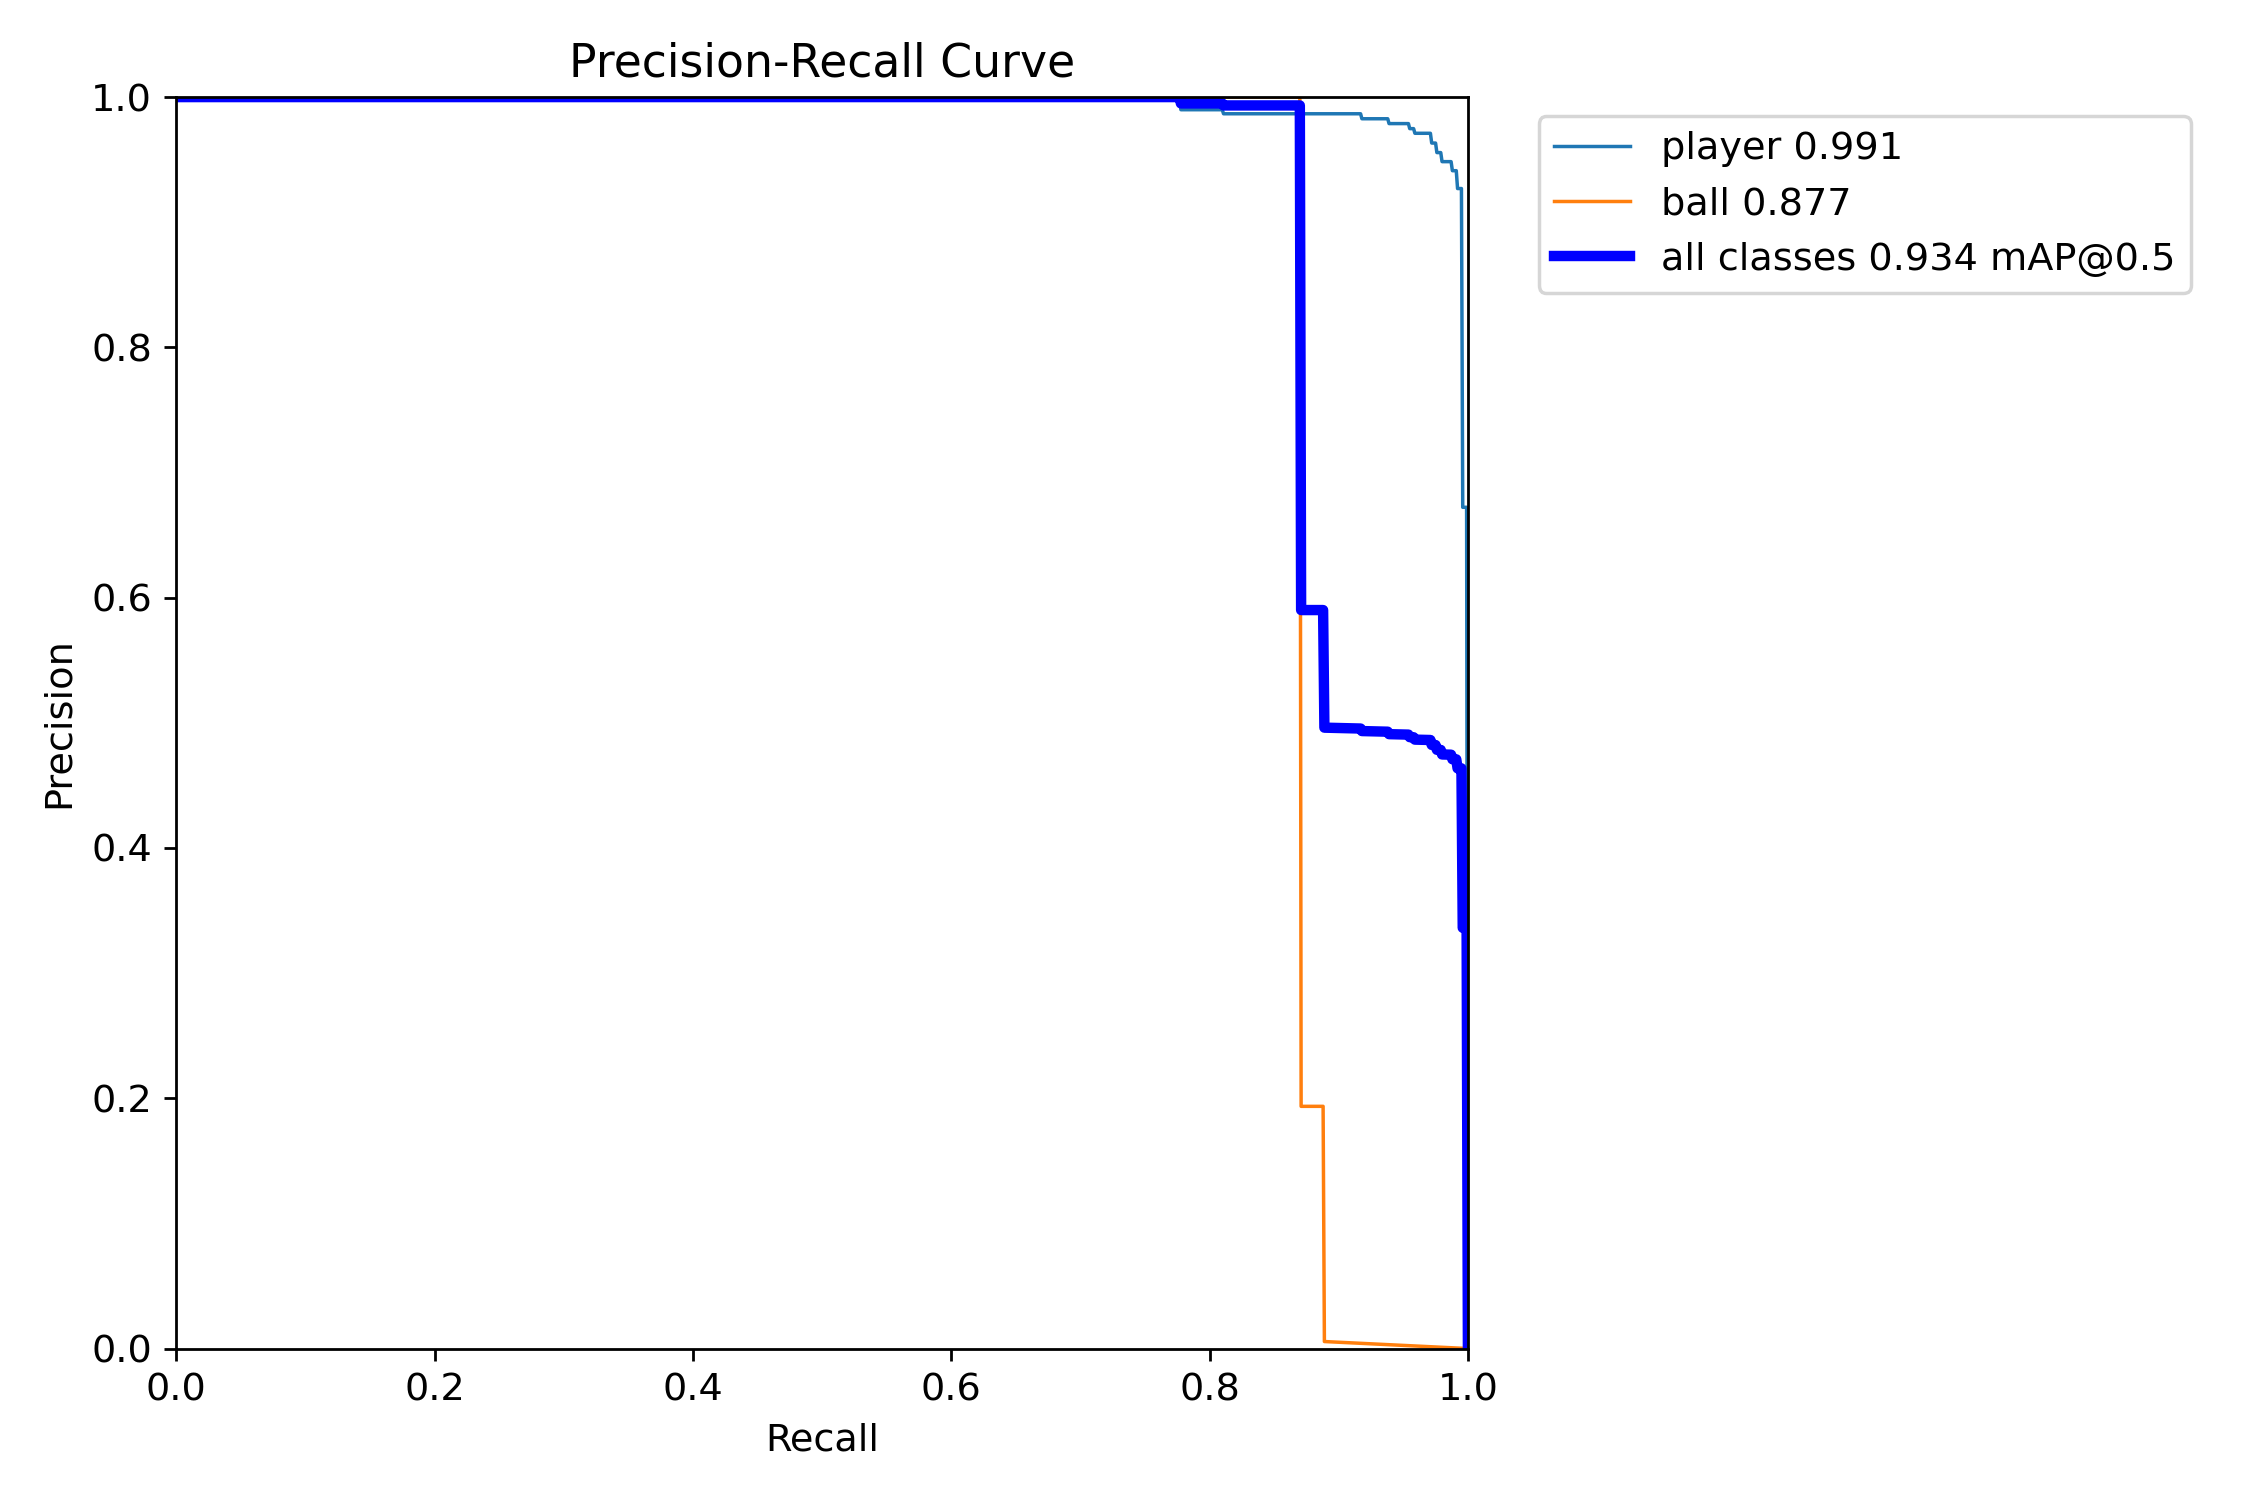 Precision-Recall Curve
1.0
0.8
0.6
0.4
0.2
0.0
Precision
0.0 0.2 0.4 0.6 0.8 1.0
Recall
player 0.991
ball 0.877
all classes 0.934 mAP@0.5